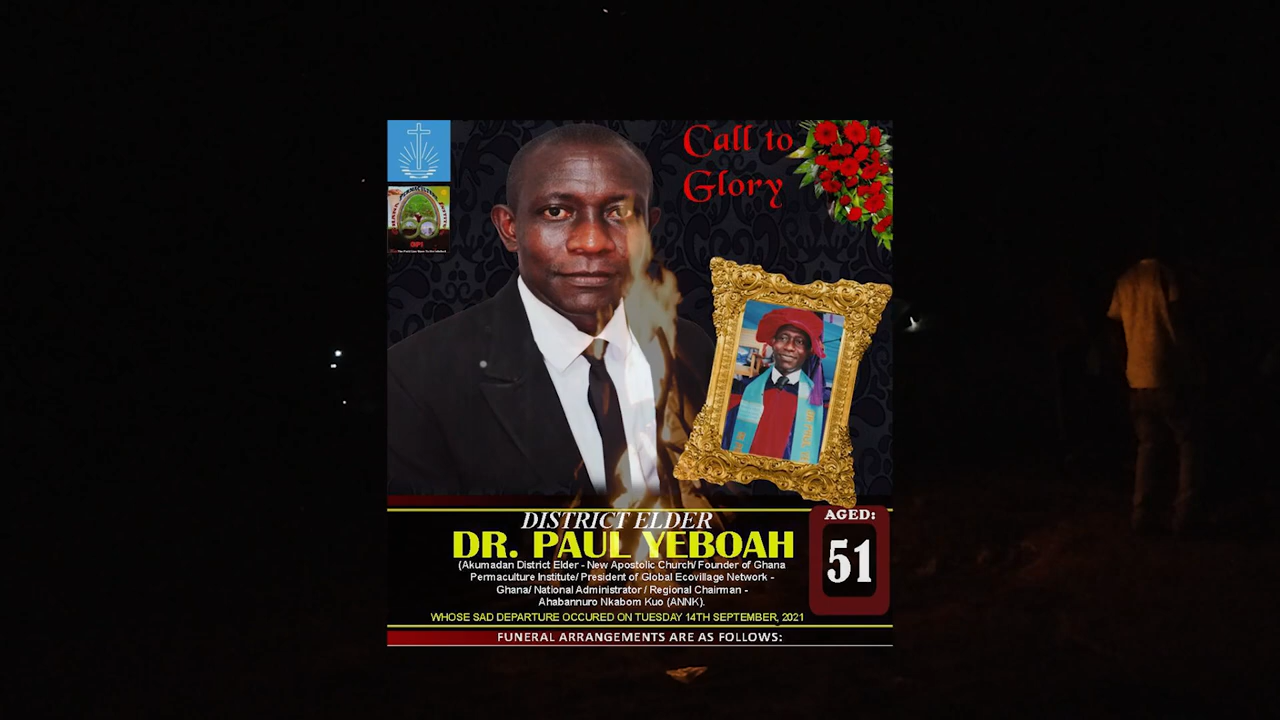 Call to
Glory
DISTRICT ELDER
DR. PAUL YEBOAH
(Akumadan District Elder - New Apostolic Church/ Founder of Ghana
Permaculture Institute/ President of Global Ecovillage Network -
Ghana/ National Administrator / Regional Chairman -
Ahabannuro Nkabom Kuo (ANNK).
WHOSE SAD DEPARTURE OCCURED ON TUESDAY 14TH SEPTEMBER, 2021
AGED:
51
FUNERAL ARRANGEMENTS ARE AS FOLLOWS: